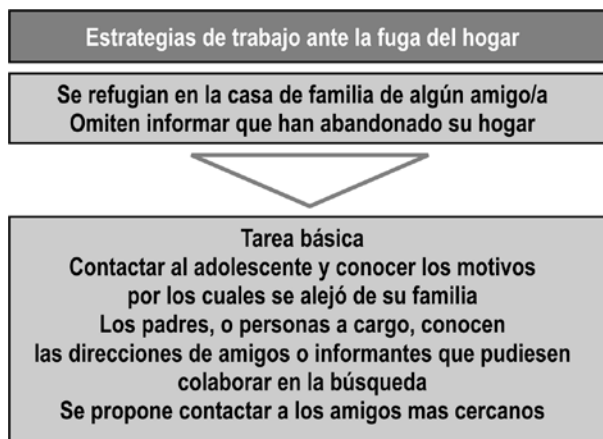 Estrategias de trabajo ante la fuga del hogar
Se refugian en la casa de familia de algún amigo/a
Omiten informar que han abandonado su hogar
Tarea básica
Contactar al adolescente y conocer los motivos
por los cuales se alejó de su familia
Los padres, o personas a cargo, conocen
las direcciones de amigos o informantes que pudiesen
colaborar en la búsqueda
Se propone contactar a los amigos mas cercanos